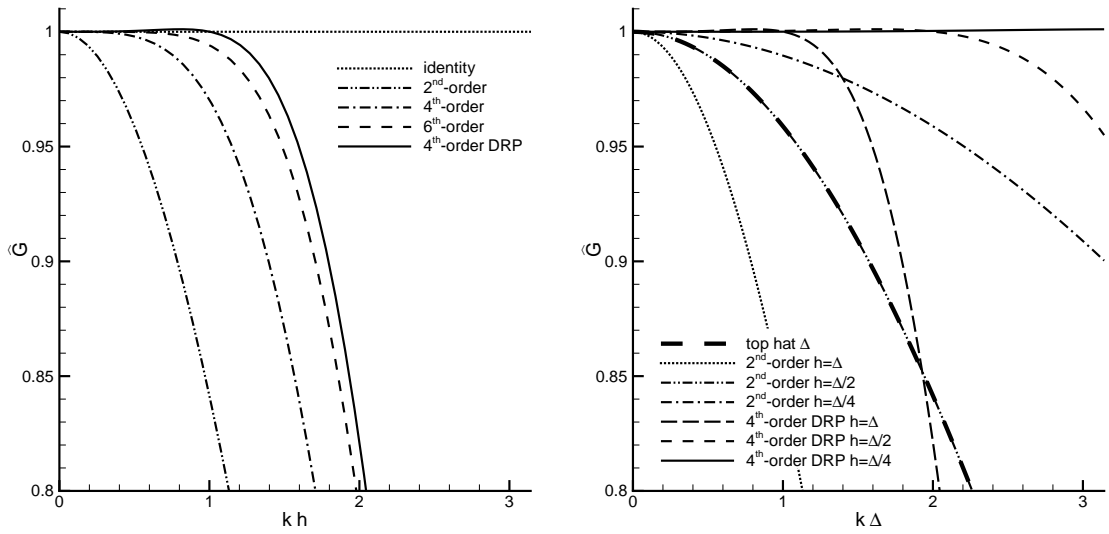 1
0.95
0.9
0.85
0.8
Ĝ
0 1 2 3
k h
identity
2nd-order
4th-order
6th-order
4th-order DRP
1
0.95
0.9
0.85
0.8
Ĝ
0 1 2 3
k Δ
top hat Δ
2nd-order h=Δ
2nd-order h=Δ/2
2nd-order h=Δ/4
4th-order DRP h=Δ
4th-order DRP h=Δ/2
4th-order DRP h=Δ/4